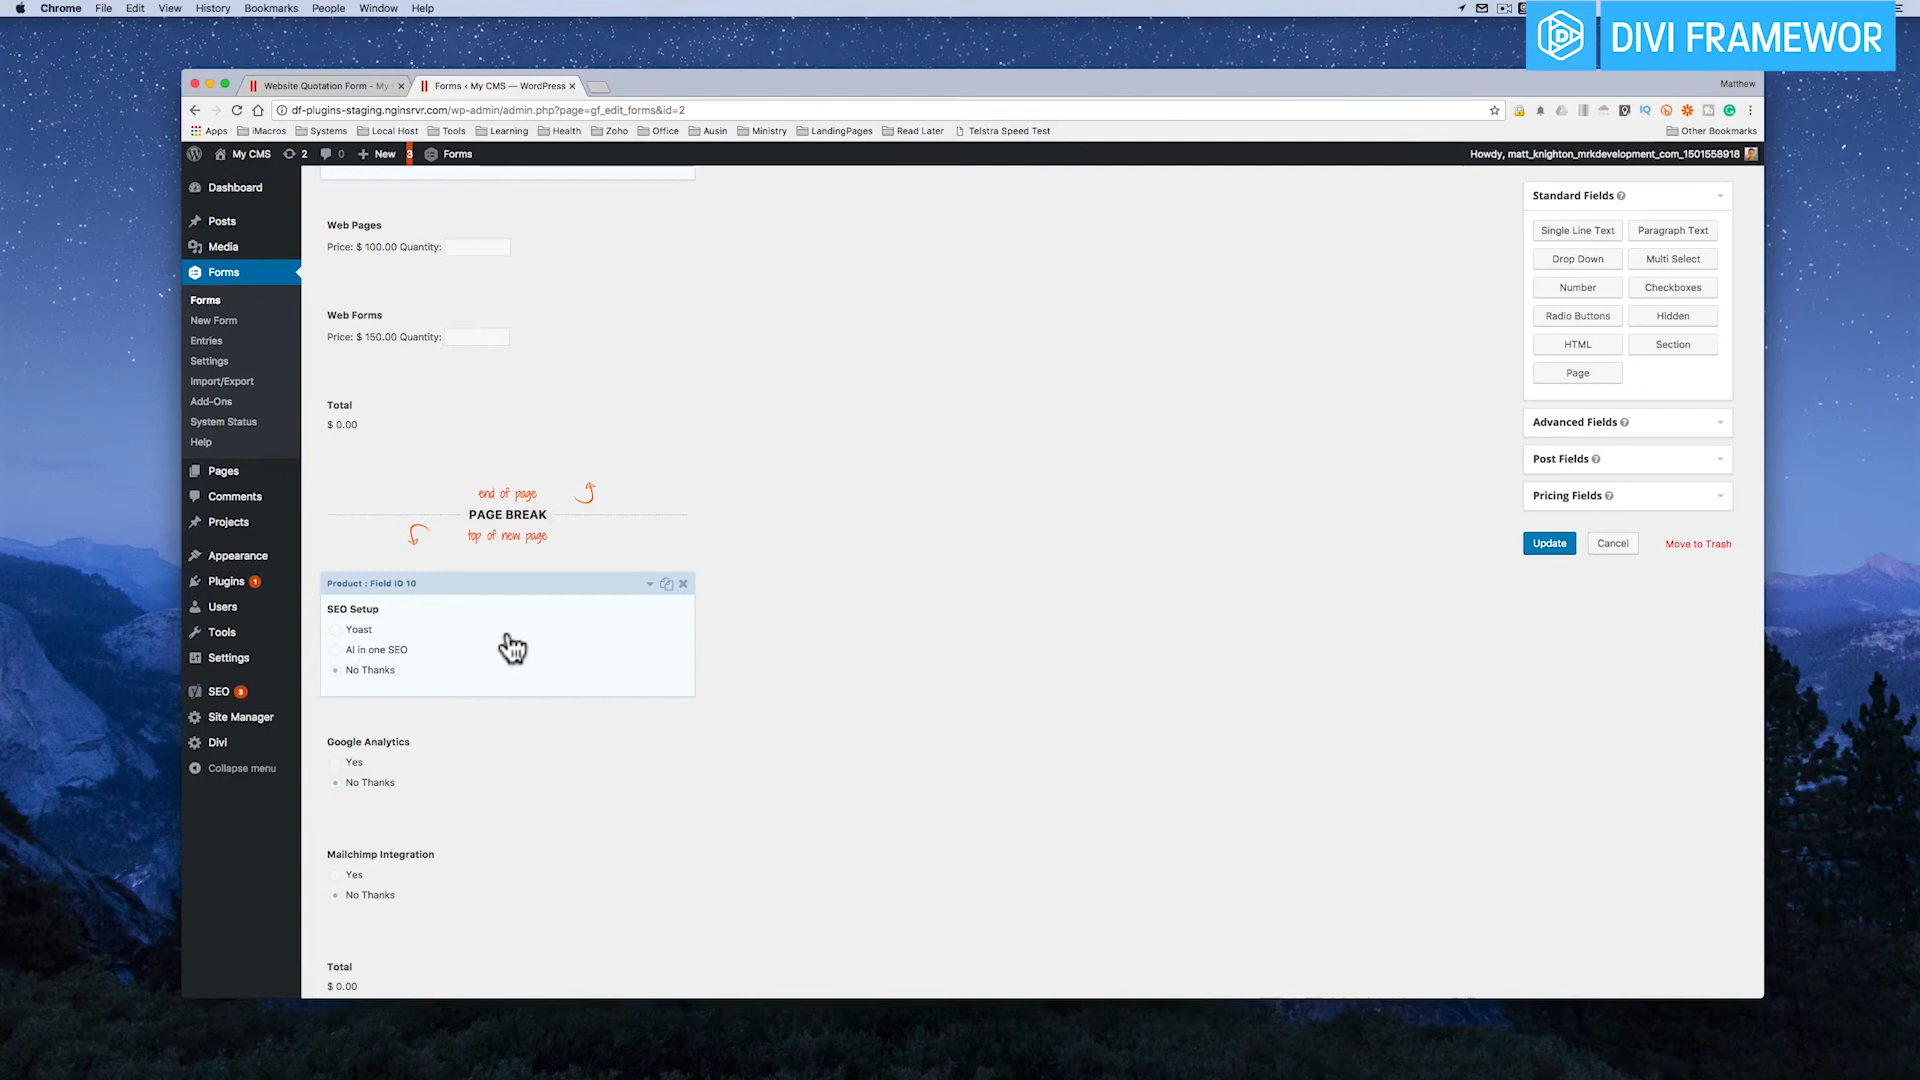 Chrome File Edit View History Bookmarks People Window Help
DIVI FRAMEWOR
Website Quotation Form - My
Forms ‹ My CMS — WordPress
Matthew
df-plugins-staging.nginsrvr.com/wp-admin/admin.php?page=gf_edit_forms&id=2
Apps iMacros Systems Local Host Tools Learning Health Zoho Office Ausin Ministry LandingPages Read Later Telstra Speed Test Other Bookmarks
My CMS 2 0 New 3 Forms Howdy, matt_knighton_mrkdevelopment_com_1501558918
Dashboard
Posts
Media
Forms
Forms
New Form
Entries
Settings
Import/Export
Add-Ons
System Status
Help
Pages
Comments
Projects
Appearance
Plugins 1
Users
Tools
Settings
SEO 3
Site Manager
Divi
Collapse menu
Web Pages
Price: $ 100.00 Quantity:
Web Forms
Price: $ 150.00 Quantity:
Total
$ 0.00
end of page
PAGE BREAK
top of new page
Product : Field ID 10
SEO Setup
Yoast
Al in one SEO
No Thanks
Google Analytics
Yes
No Thanks
Mailchimp Integration
Yes
No Thanks
Total
$ 0.00
Standard Fields
Single Line Text Paragraph Text
Drop Down Multi Select
Number Checkboxes
Radio Buttons Hidden
HTML Section
Page
Advanced Fields
Post Fields
Pricing Fields
Update Cancel Move to Trash